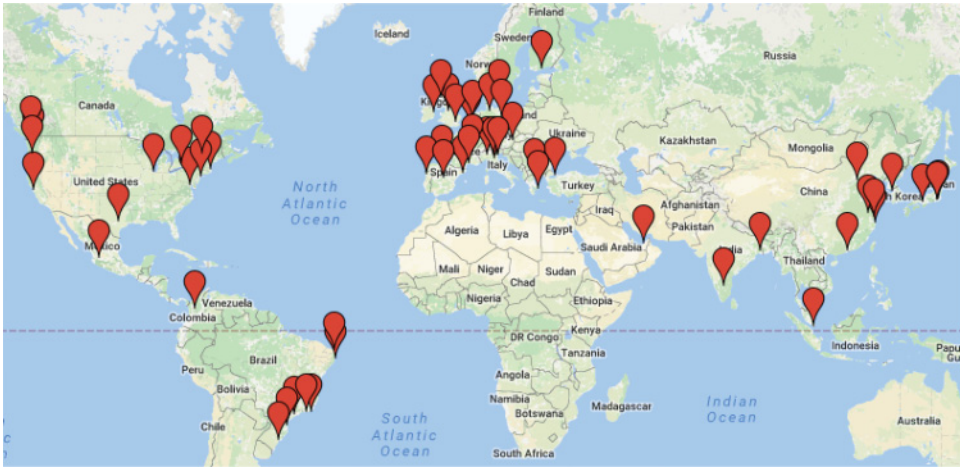 Iceland
Finland
Sweden
Norw
Russia
Canada
Ukraine
Kazakhstan
Mongolia
Italy
Spain
United States
North
Atlantic
Ocean
Turkey
China
Iraq
Afghanistan
Pakistan
Algeria
Libya
Egypt
Saudi Arabia
Mexico
Mali
Niger
Chad
Sudan
Thailand
Nigeria
Ethiopia
Venezuela
Colombia
DR Congo
Kenya
Indonesia
Papu
Gu
Tanzania
Brazil
Peru
Angola
Bolivia
Namibia
Botswana
Madagascar
Indian
Ocean
South
Atlantic
Ocean
Chile
Australia
South Africa